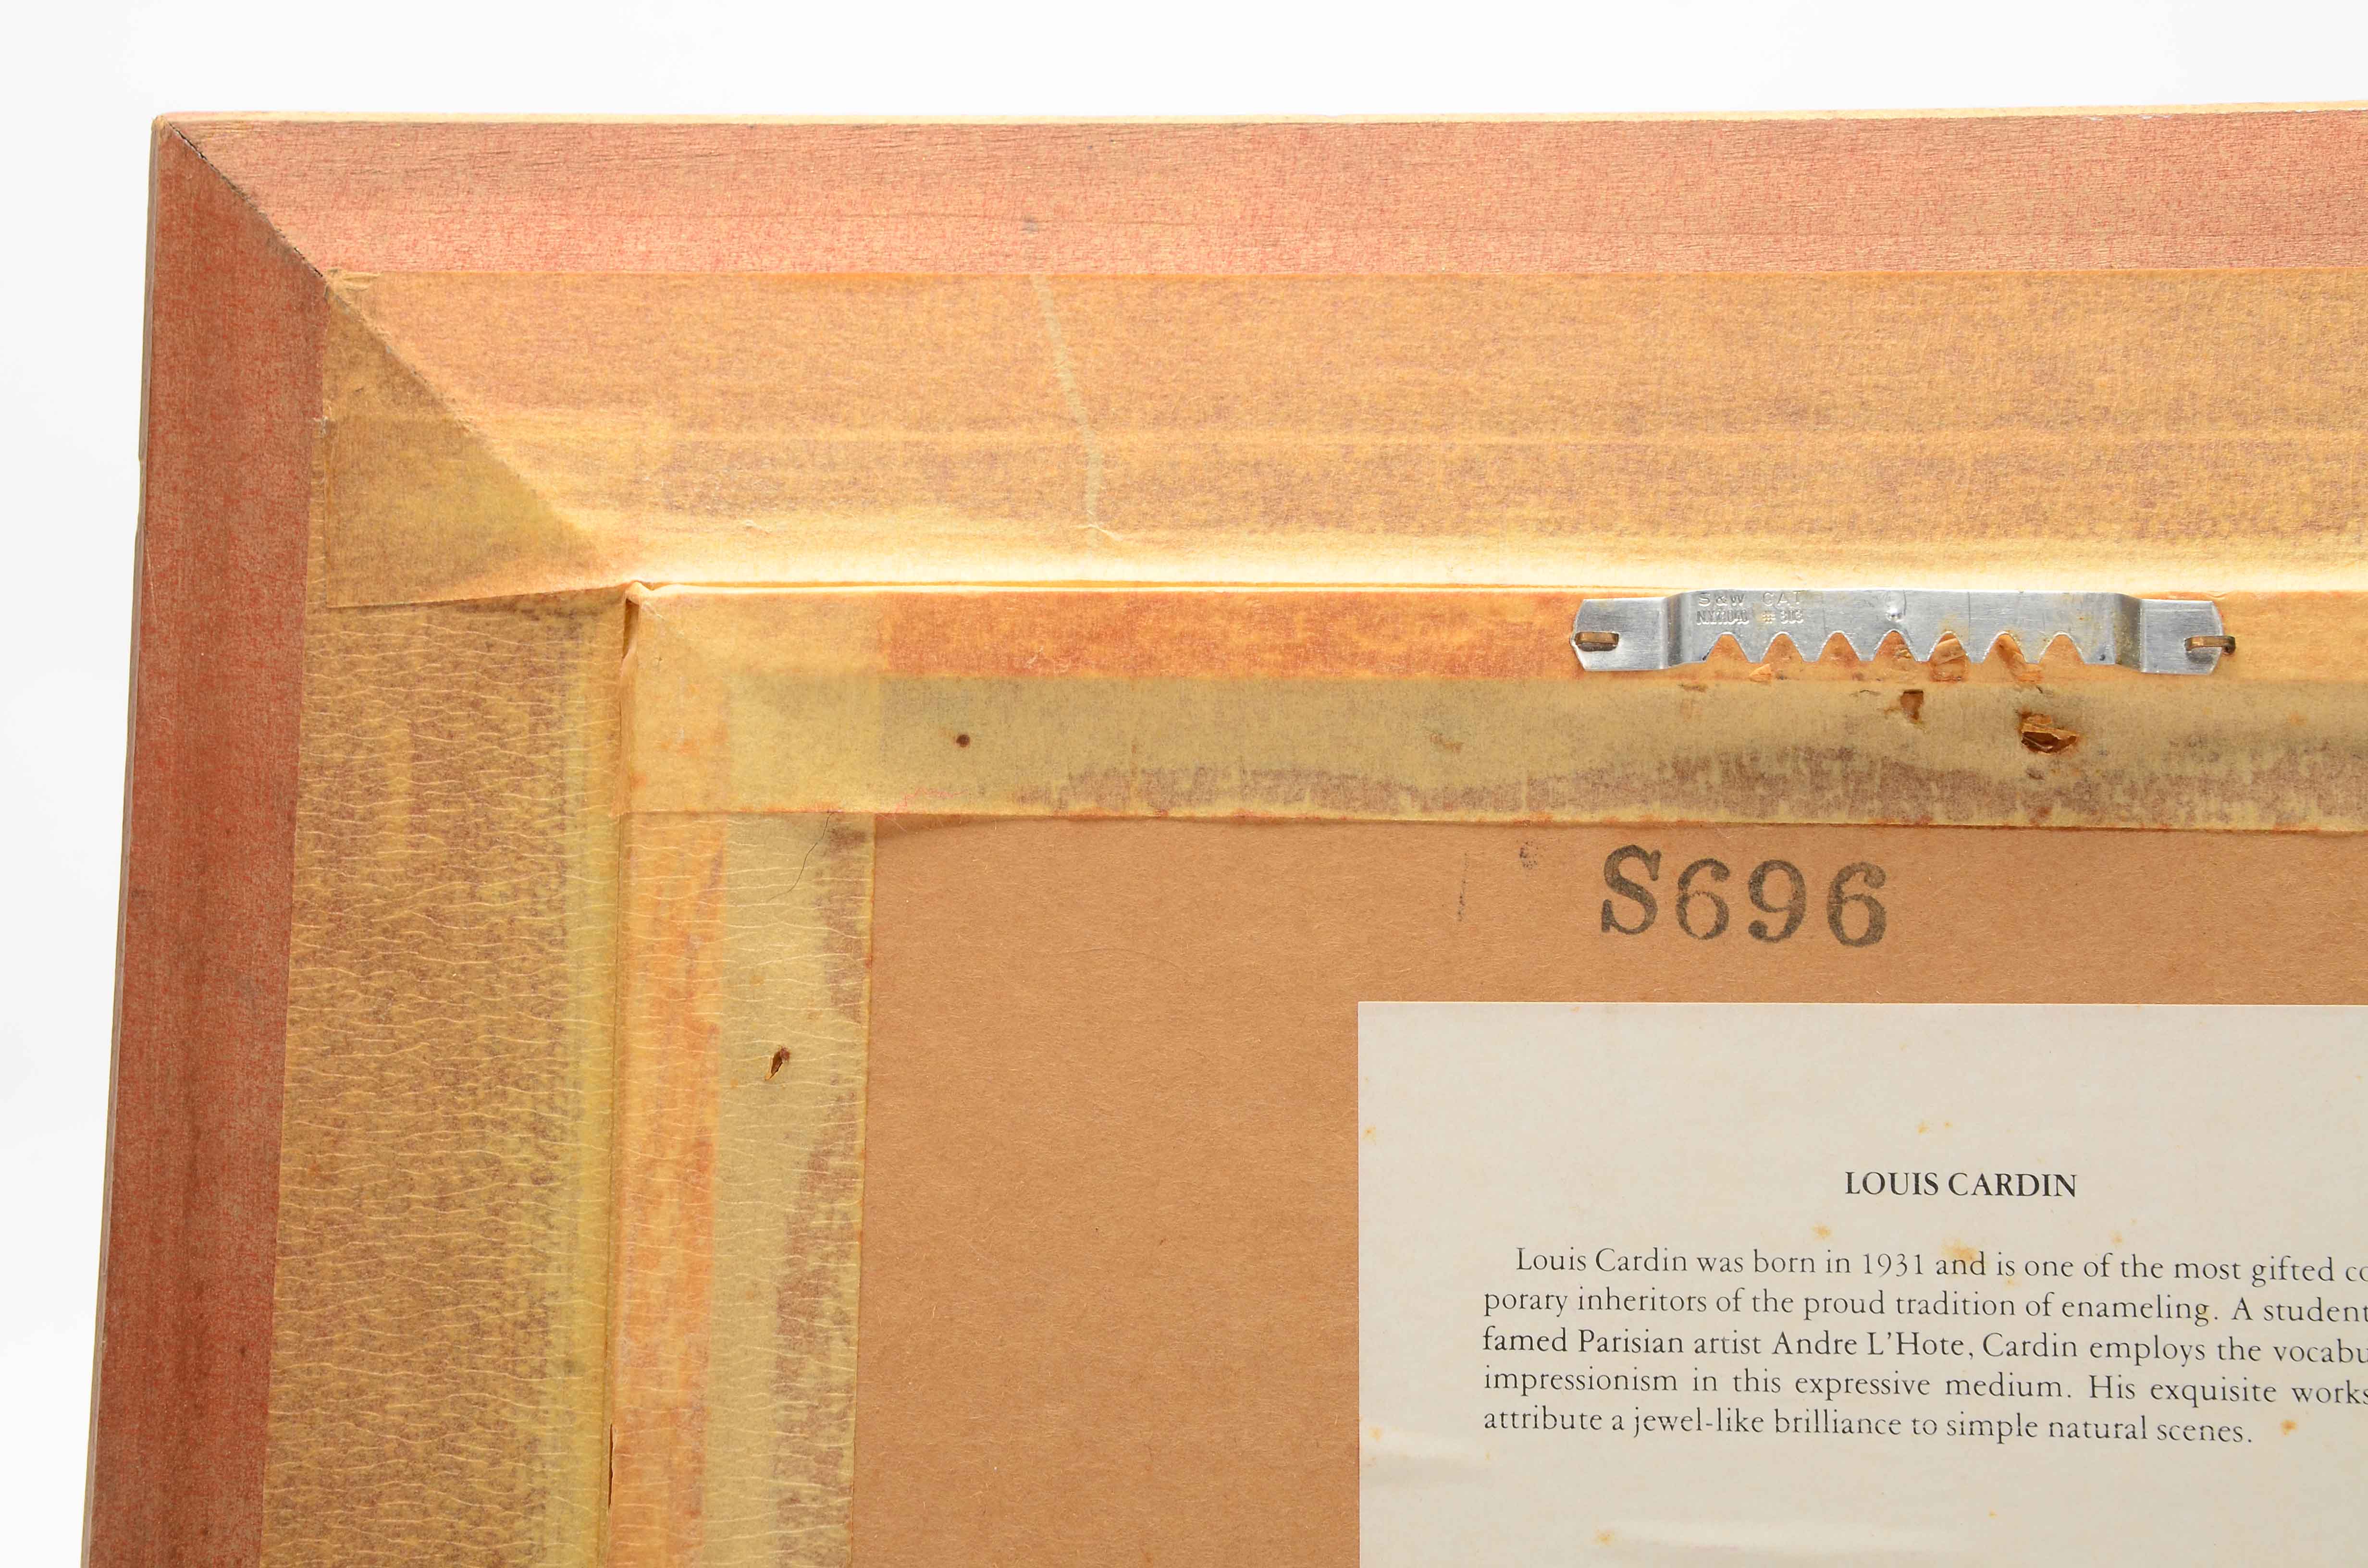 S&W CAT
# 303
S696
LOUIS CARDIN
Louis Cardin was born in 1931 and is one of the most gifted co
porary inheritors of the proud tradition of enameling. A student
famed Parisian artist Andre L'Hote, Cardin employs the vocabu
impressionism in this expressive medium. His exquisite works
attribute a jewel-like brilliance to simple natural scenes.